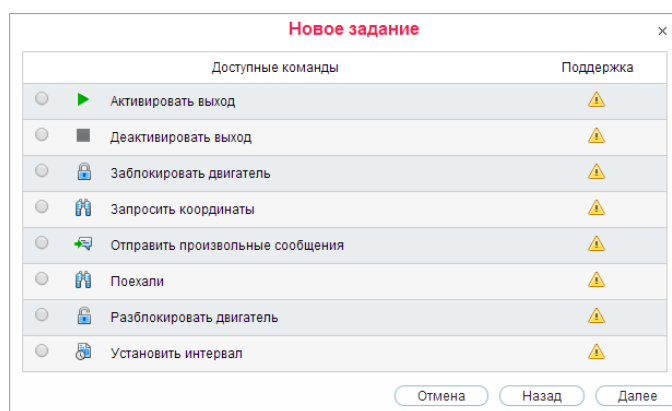 Новое задание
Доступные команды Поддержка
Активировать выход
Деактивировать выход
Заблокировать двигатель
Запросить координаты
Отправить произвольные сообщения
Поехали
Разблокировать двигатель
Установить интервал
Отмена Назад Далее